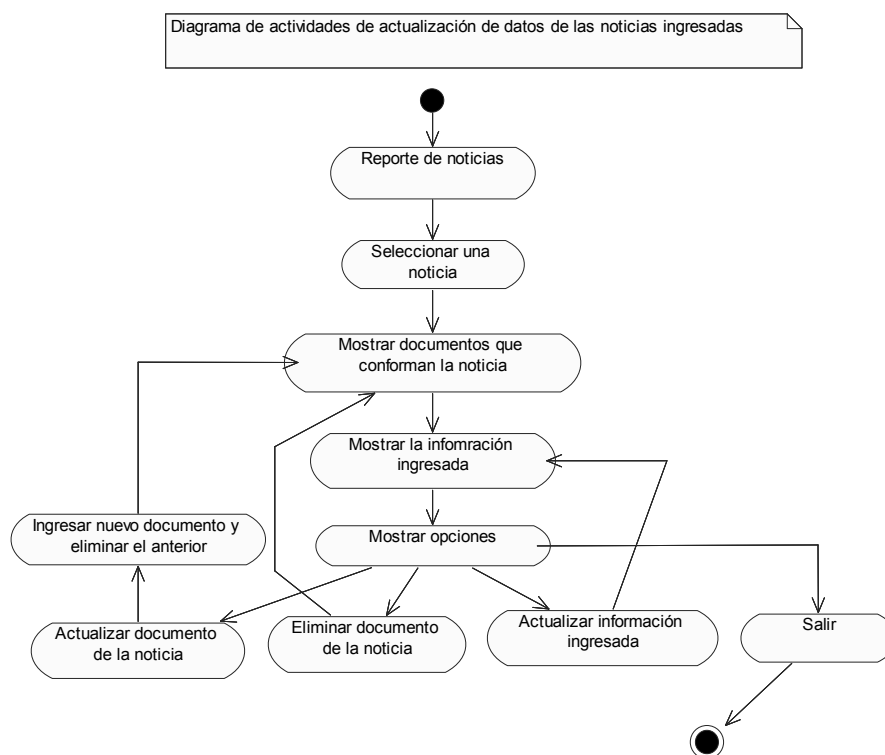 Diagrama de actividades de actualización de datos de las noticias ingresadas
Reporte de noticias
Seleccionar una
noticia
Mostrar documentos que
conforman la noticia
Mostrar la infomración
ingresada
Ingresar nuevo documento y
eliminar el anterior
Mostrar opciones
Actualizar documento
de la noticia
Eliminar documento
de la noticia
Actualizar información
ingresada
Salir